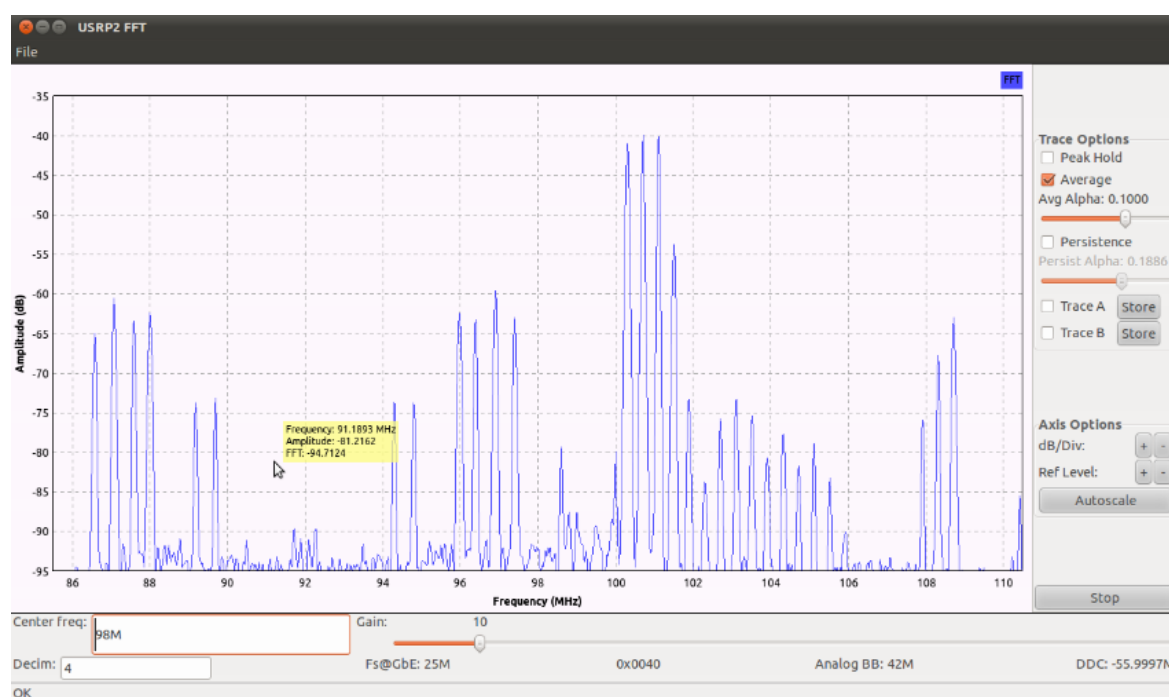 USRP2 FFT
File
FFT
-35
-40
-45
-50
-55
-60
-65
-70
-75
-80
-85
-90
-95
Amplitude (dB)
Frequency: 91.1893 MHz
Amplitude: -81.2162
FFT: -94.7124
86 88 90 92 94 96 98 100 102 104 106 108 110
Frequency (MHz)
Trace Options
Peak Hold
Average
Avg Alpha: 0.1000
Persistence
Persist Alpha: 0.1886
Trace A Store
Trace B Store
Axis Options
dB/Div: + -
Ref Level: + -
Autoscale
Stop
Center freq: 98M Gain: 10
Decim: 4 Fs@GbE: 25M 0x0040 Analog BB: 42M DDC: -55.9997M
OK